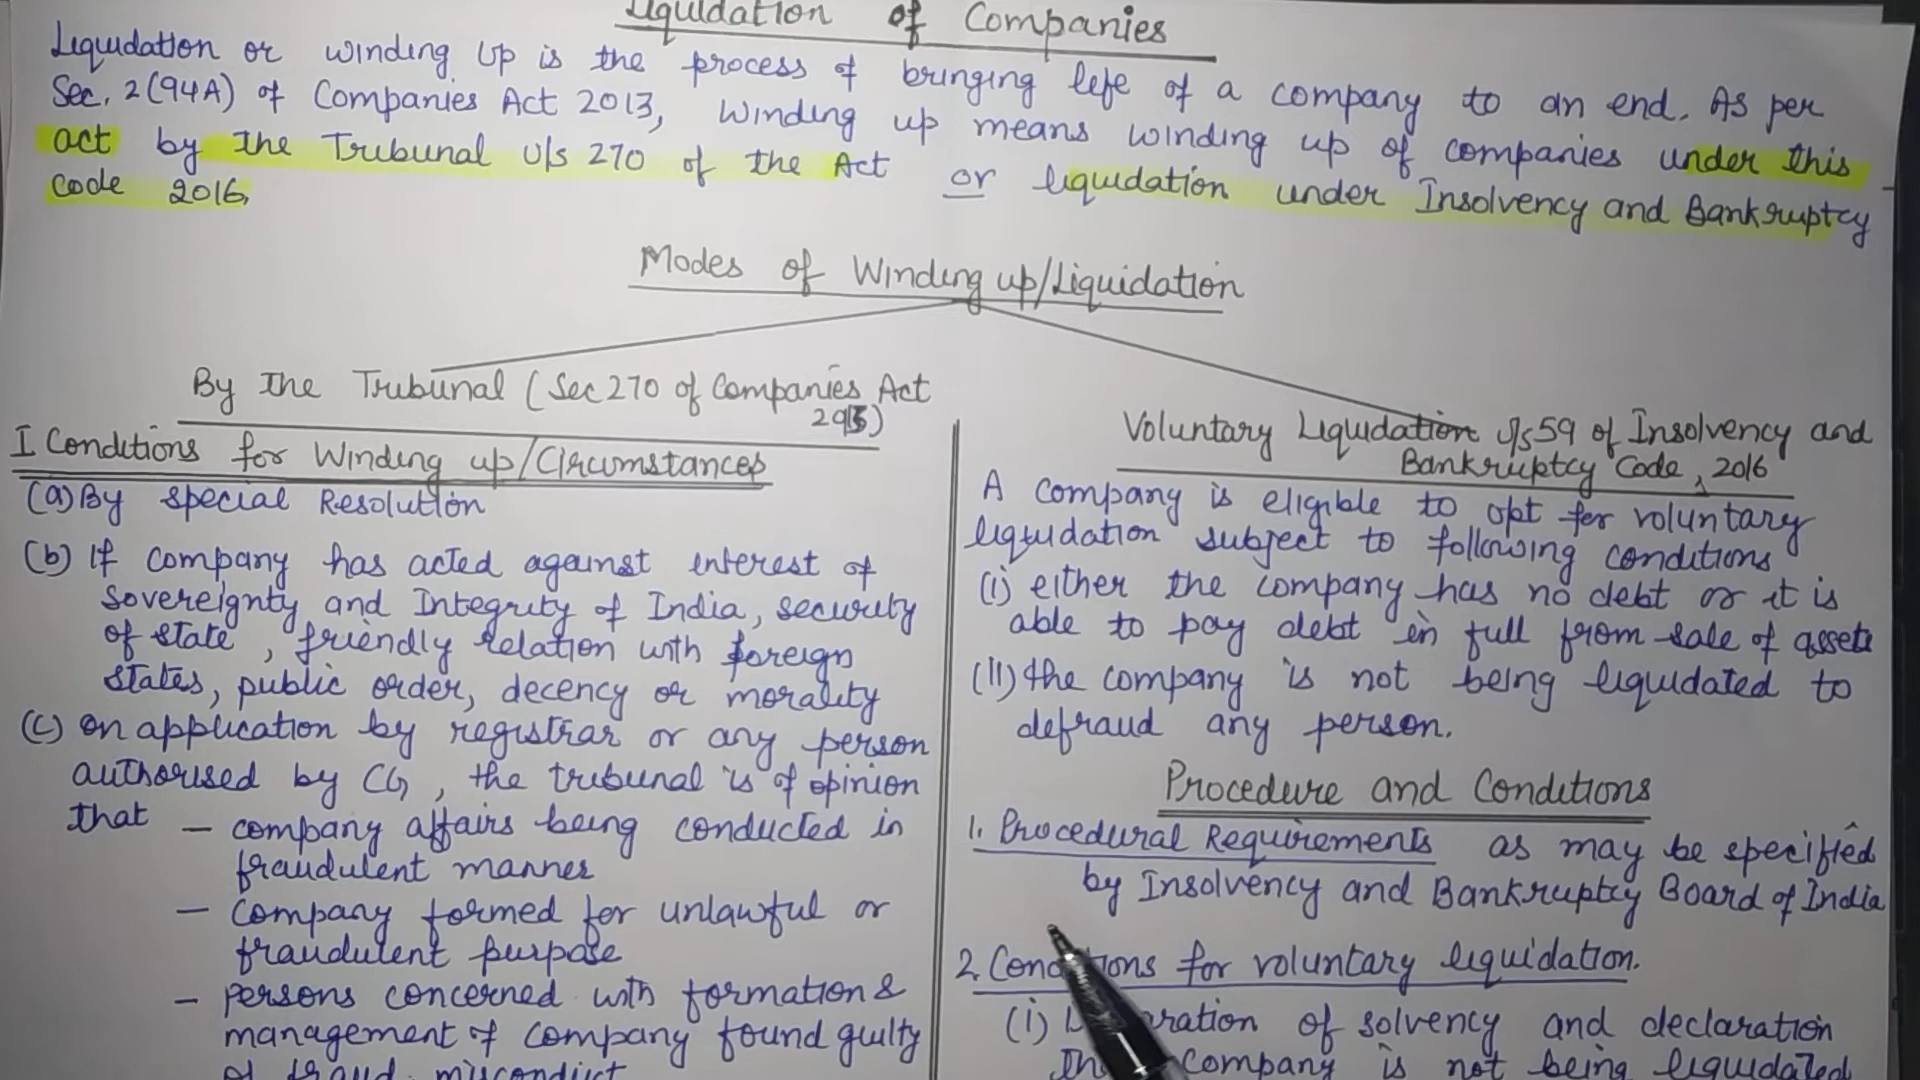 Liquidation of Companies
Liquidation or winding up is the process of bringing life of a company to an end. As per
Sec. 2(94A) of Companies Act 2013, winding up means winding up of companies under this
act by the Tribunal u/s 270 of the Act or liquidation under Insolvency and Bankruptcy
Code 2016.
Modes of Winding up/Liquidation
By the Tribunal (Sec 270 of Companies Act
2013)
I Conditions for Winding up/Circumstances
(a) By special Resolution
(b) If company has acted against interest of
sovereignty and Integrity of India, security
of state, friendly relation with foreign
states, public order, decency or morality
(c) on application by registrar or any person
authorised by CG, the tribunal is of opinion
that - company affairs being conducted in
fraudulent manner
- company formed for unlawful or
fraudulent purpose
- persons concerned with formation &
management of company found guilty
of fraud, misconduct
Voluntary Liquidation u/s 59 of Insolvency and
Bankruptcy Code, 2016
A company is eligible to opt for voluntary
liquidation subject to following conditions
(i) either the company has no debt or it is
able to pay debt in full from sale of assets
(ii) the company is not being liquidated to
defraud any person.
Procedure and Conditions
1. Procedural Requirements as may be specified
by Insolvency and Bankruptcy Board of India
2. Conditions for voluntary liquidation.
(i) of solvency and declaration
company is not being liquidated